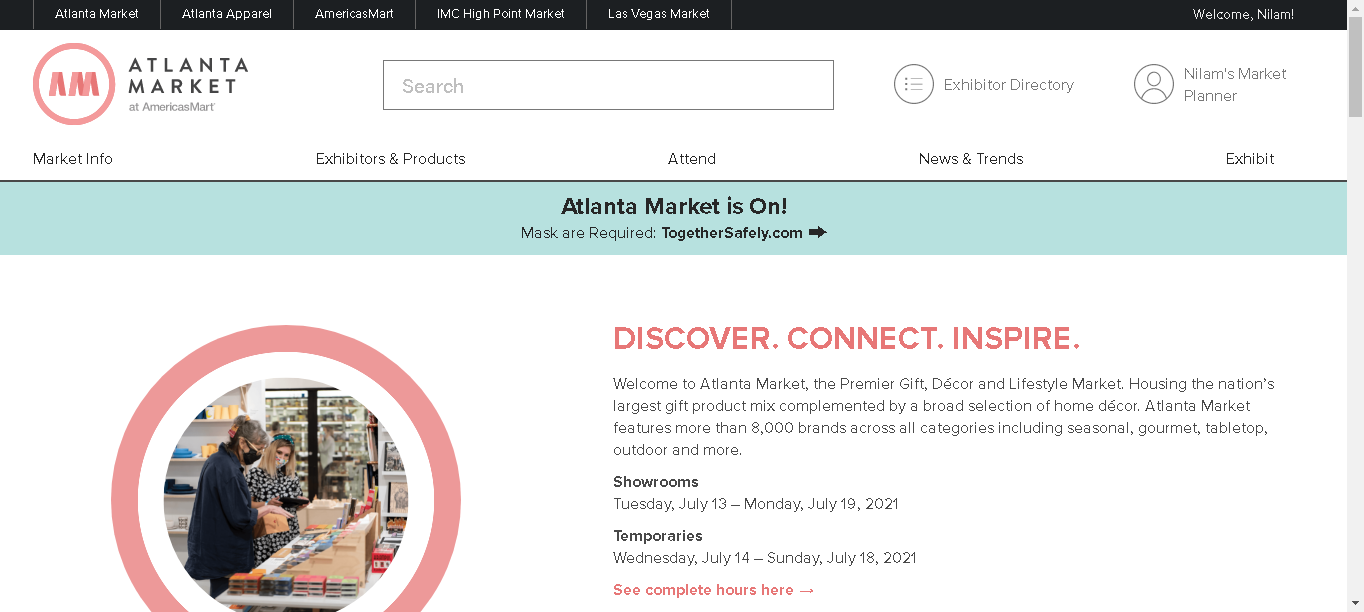 Atlanta Market
Atlanta Apparel
AmericasMart
IMC High Point Market
Las Vegas Market
Welcome, Nilam!
AM
ATLANTA
MARKET
at AmericasMart
Search
Exhibitor Directory
Nilam's Market
Planner
Market Info
Exhibitors & Products
Attend
News & Trends
Exhibit
Atlanta Market is On!
Mask are Required: TogetherSafely.com
DISCOVER. CONNECT. INSPIRE.
Welcome to Atlanta Market, the Premier Gift, Décor and Lifestyle Market. Housing the nation’s
largest gift product mix complemented by a broad selection of home décor. Atlanta Market
features more than 8,000 brands across all categories including seasonal, gourmet, tabletop,
outdoor and more.
Showrooms
Tuesday, July 13 – Monday, July 19, 2021
Temporaries
Wednesday, July 14 – Sunday, July 18, 2021
See complete hours here →